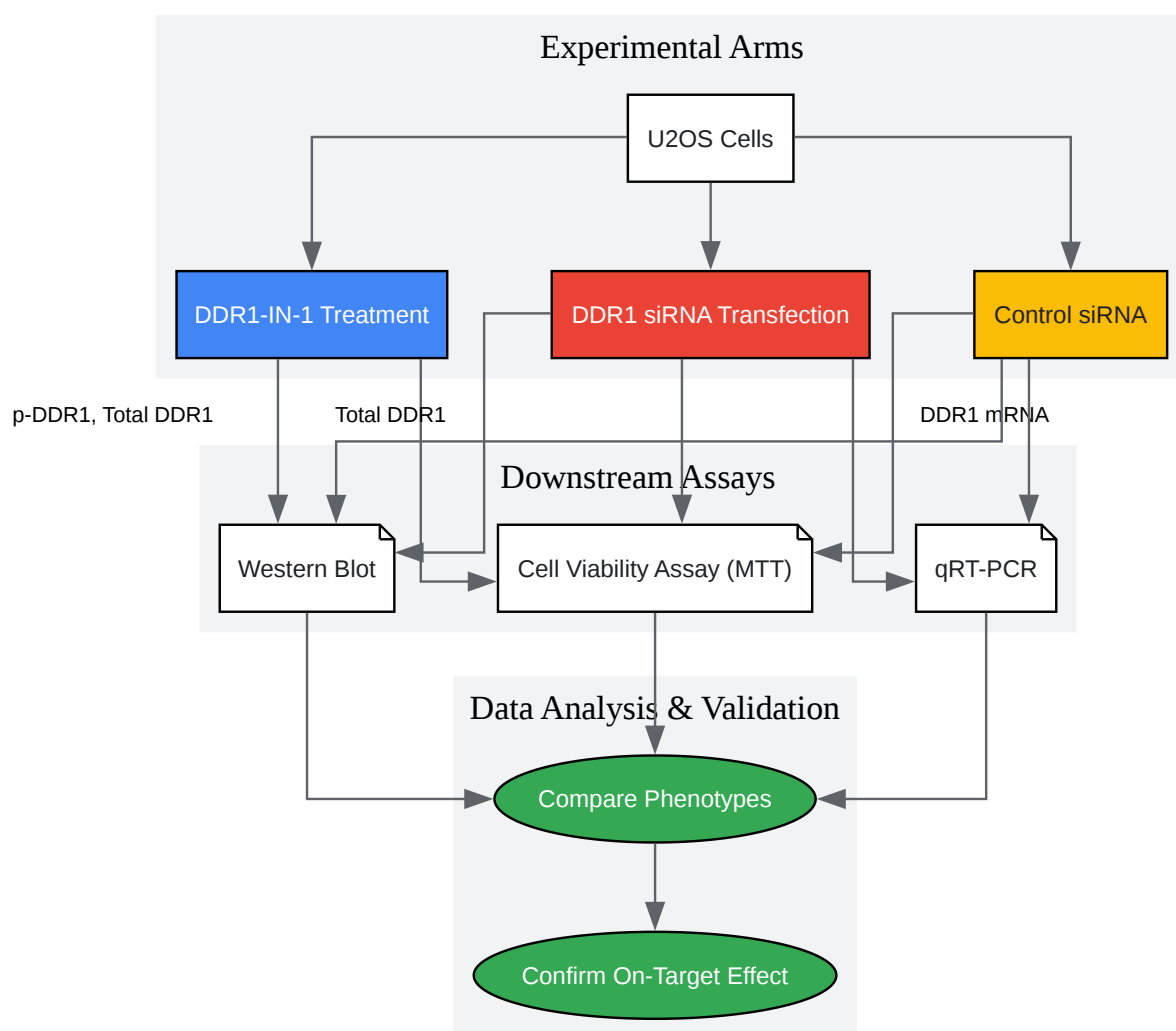 Experimental Arms
U2OS Cells
DDR1-IN-1 Treatment
DDR1 siRNA Transfection
Control siRNA
p-DDR1, Total DDR1
Total DDR1
DDR1 mRNA
Downstream Assays
Western Blot
Cell Viability Assay (MTT)
qRT-PCR
Data Analysis & Validation
Compare Phenotypes
Confirm On-Target Effect